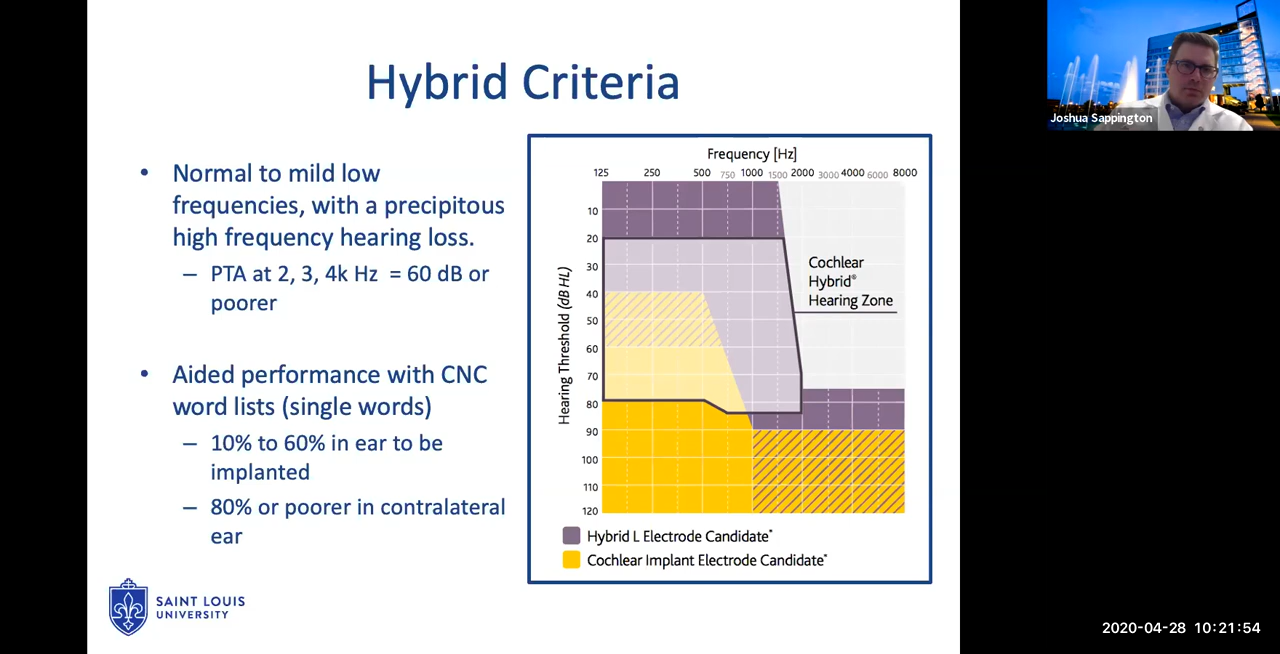 Hybrid Criteria
• Normal to mild low
frequencies, with a precipitous
high frequency hearing loss.
– PTA at 2, 3, 4k Hz = 60 dB or
poorer
• Aided performance with CNC
word lists (single words)
– 10% to 60% in ear to be
implanted
– 80% or poorer in contralateral
ear
SAINT LOUIS
UNIVERSITY
Frequency [Hz]
125 250 500 750 1000 1500 2000 3000 4000 6000 8000
Hearing Threshold (dB HL)
10
20
30
40
50
60
70
80
90
100
110
120
Cochlear
Hybrid®
Hearing Zone
Hybrid L Electrode Candidate*
Cochlear Implant Electrode Candidate*
Joshua Sappington
2020-04-28 10:21:54